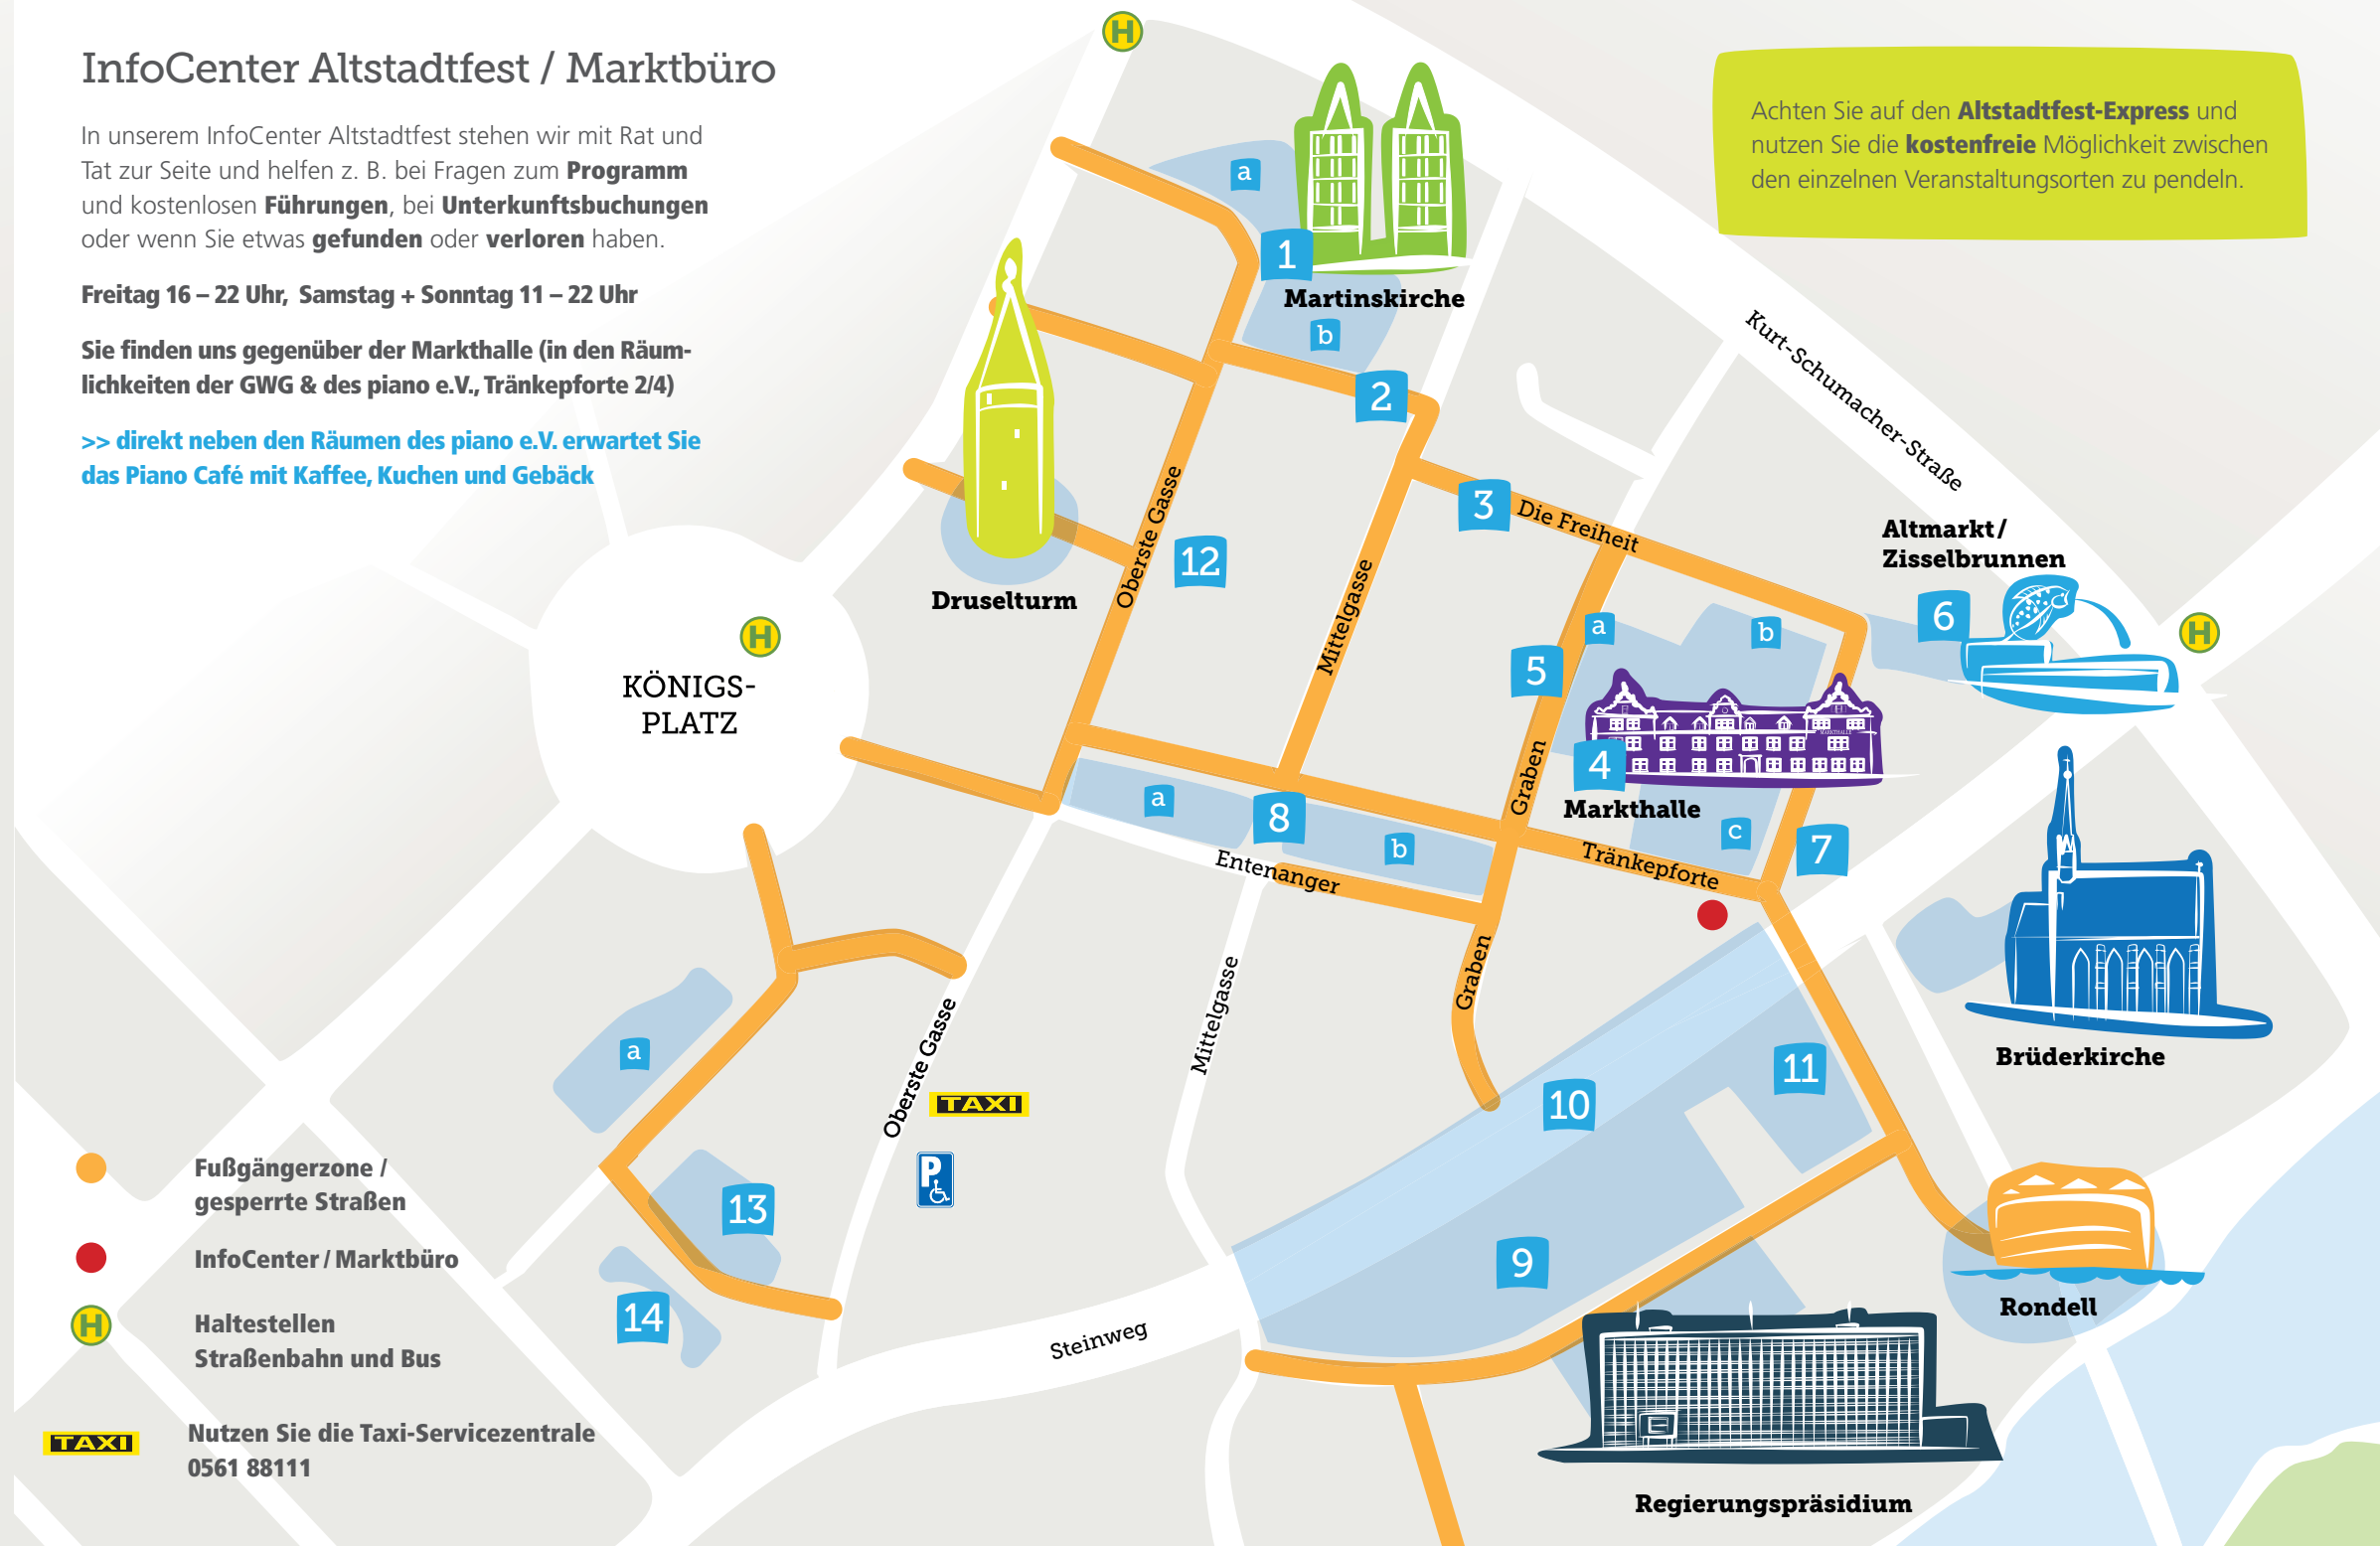 InfoCenter Altstadtfest / Marktbüro
In unserem InfoCenter Altstadtfest stehen wir mit Rat und
Tat zur Seite und helfen z. B. bei Fragen zum Programm
und kostenlosen Führungen, bei Unterkunftsbuchungen
oder wenn Sie etwas gefunden oder verloren haben.
Freitag 16 – 22 Uhr, Samstag + Sonntag 11 – 22 Uhr
Sie finden uns gegenüber der Markthalle (in den Räum-
lichkeiten der GWG & des piano e.V., Tränkepforte 2/4)
>> direkt neben den Räumen des piano e.V. erwartet Sie
das Piano Café mit Kaffee, Kuchen und Gebäck
Achten Sie auf den Altstadtfest-Express und
nutzen Sie die kostenfreie Möglichkeit zwischen
den einzelnen Veranstaltungsorten zu pendeln.
H
a
1
Martinskirche
b
2
Kurt-Schumacher-Straße
3
Die Freiheit
Altmarkt/
Zisselbrunnen
6
H
Oberste Gasse
12
Druselturm
Mittelgasse
H
KÖNIGS-
PLATZ
a
b
5
MARKTHALLE
4
Graben
Markthalle
a
8
b
c
7
Entenanger
Tränkepforte
Graben
Mittelgasse
Oberste Gasse
a
TAXI
P
10
11
Brüderkirche
13
9
14
Steinweg
Rondell
Regierungspräsidium
Fußgängerzone /
gesperrte Straßen
InfoCenter / Marktbüro
H
Haltestellen
Straßenbahn und Bus
TAXI
Nutzen Sie die Taxi-Servicezentrale
0561 88111